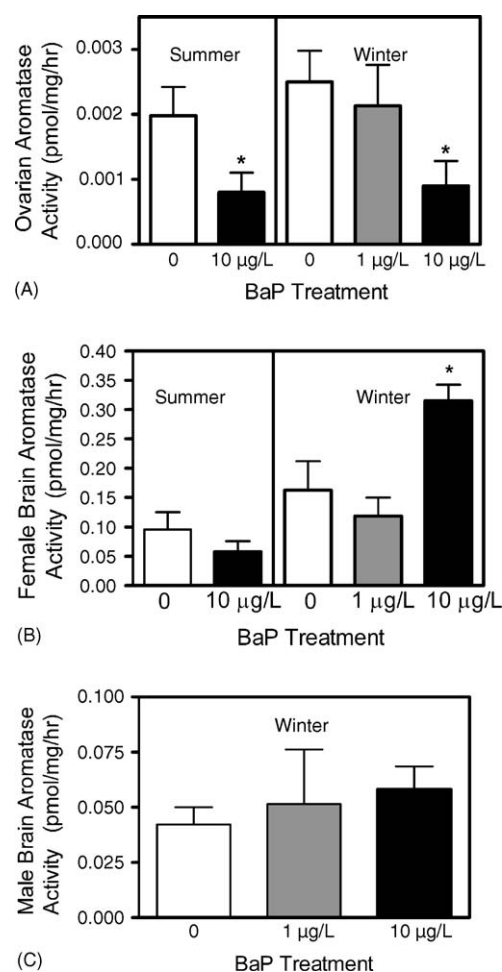 Ovarian Aromatase
Activity (pmol/mg/hr)
0.003
0.002
0.001
0.000
Summer
Winter
*
*
0
10 µg/L
0
1 µg/L
10 µg/L
(A)
BaP Treatment
Female Brain Aromatase
Activity (pmol/mg/hr)
0.40
0.35
0.30
0.25
0.20
0.15
0.10
0.05
0.00
Summer
Winter
*
0
10 µg/L
0
1 µg/L
10 µg/L
(B)
BaP Treatment
Male Brain Aromatase
Activity (pmol/mg/hr)
0.100
0.075
0.050
0.025
0.000
Winter
0
1 µg/L
10 µg/L
(C)
BaP Treatment